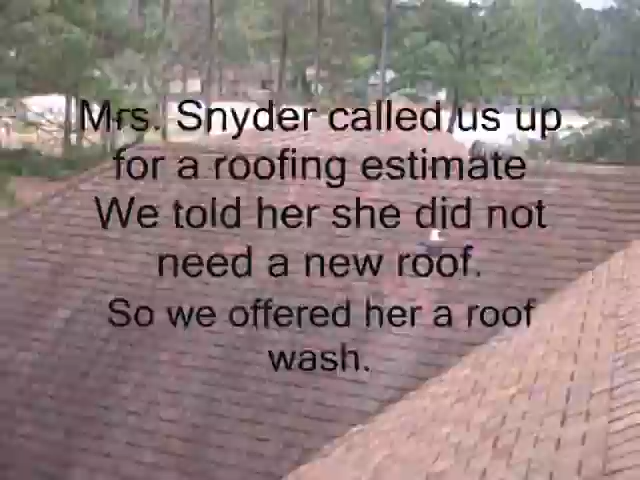 Mrs. Snyder called us up
for a roofing estimate
We told her she did not
need a new roof.
So we offered her a roof
wash.